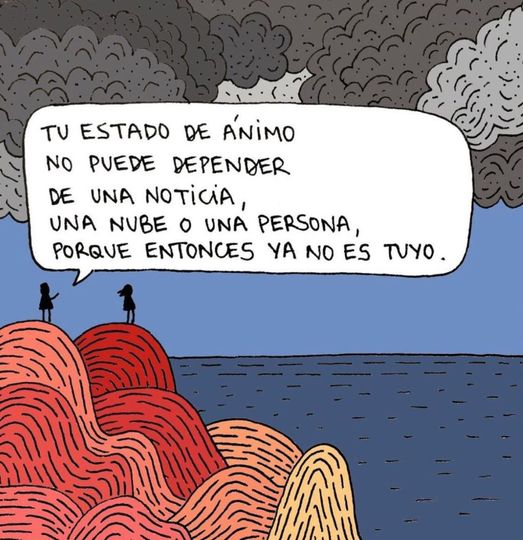 TU ESTADO DE ÁNIMO
NO PUEDE DEPENDER
DE UNA NOTICIA,
UNA NUBE O UNA PERSONA,
PORQUE ENTONCES YA NO ES TUYO.